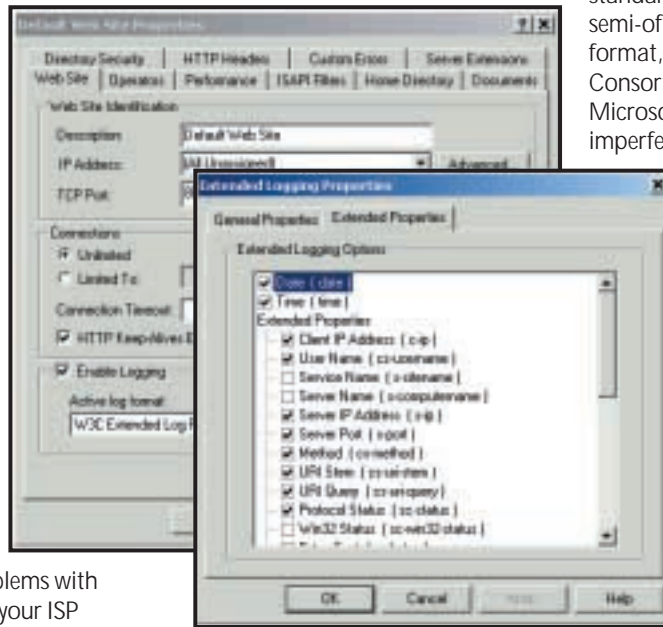 standard
semi-of
format,
Consor
Microsc
imperfe
Default Web Site Properties
Directory Security HTTP Headers Custom Errors Server Extensions
Web Site Operators Performance ISAPI Filters Home Directory Documents
Web Site Identification
Description: Default Web Site
IP Address: (All Unassigned) Advanced...
TCP Port: 8
Connections
Unlimited
Limited To:
Connection Timeout:
HTTP Keep-Alives E
Enable Logging
Active log format:
W3C Extended Log F
Extended Logging Properties
General Properties Extended Properties
Extended Logging Options
Date ( date )
Time ( time )
Extended Properties
Client IP Address ( c-ip )
User Name ( cs-username )
Service Name ( s-sitename )
Server Name ( s-computername )
Server IP Address ( s-ip )
Server Port ( s-port )
Method ( cs-method )
URI Stem ( cs-uri-stem )
URI Query ( cs-uri-query )
Protocol Status ( sc-status )
Win32 Status ( sc-win32-status )
OK Cancel Help
blems with
your ISP